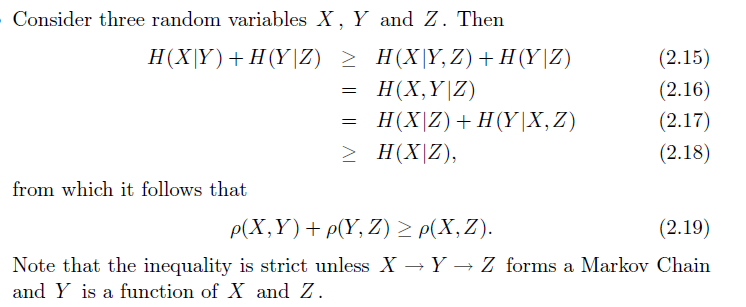 Consider three random variables X, Y and Z. Then
H(X|Y) + H(Y|Z) ≥ H(X|Y, Z) + H(Y|Z) (2.15)
= H(X, Y|Z) (2.16)
= H(X|Z) + H(Y|X, Z) (2.17)
≥ H(X|Z), (2.18)
from which it follows that
ρ(X, Y) + ρ(Y, Z) ≥ ρ(X, Z). (2.19)
Note that the inequality is strict unless X → Y → Z forms a Markov Chain
and Y is a function of X and Z.